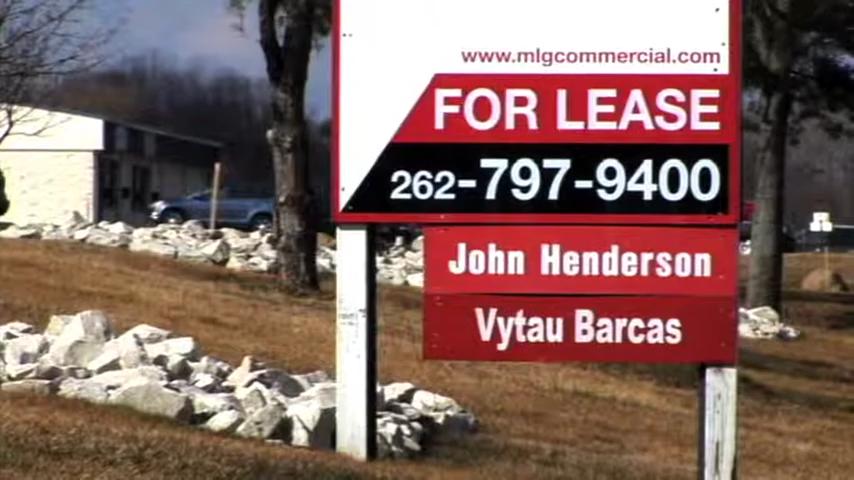 www.mlgcommercial.com
FOR LEASE
262-797-9400
John Henderson
Vytau Barcas